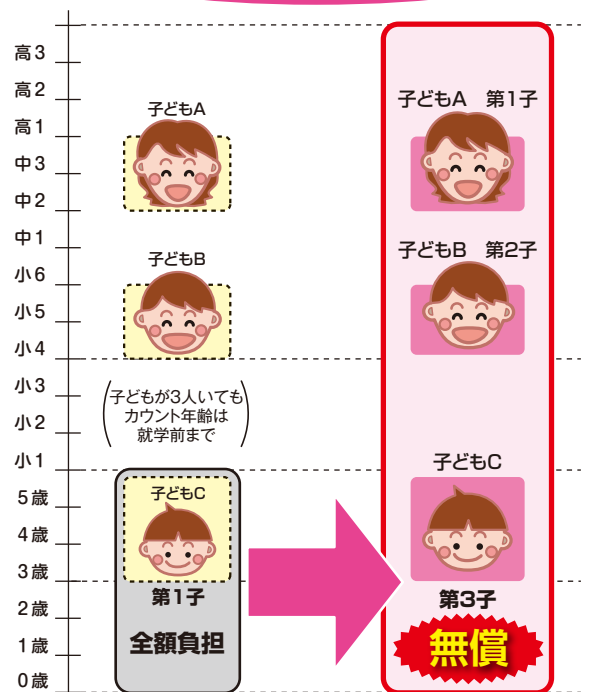 高3
高2
高1
中3
中2
中1
小6
小5
小4
小3
小2
小1
5歳
4歳
3歳
2歳
1歳
0歳
子どもA
子どもB
子どもが3人いても
カウント年齢は
就学前まで
子どもC
第1子
全額負担
子どもA 第1子
子どもB 第2子
子どもC
第3子
無償